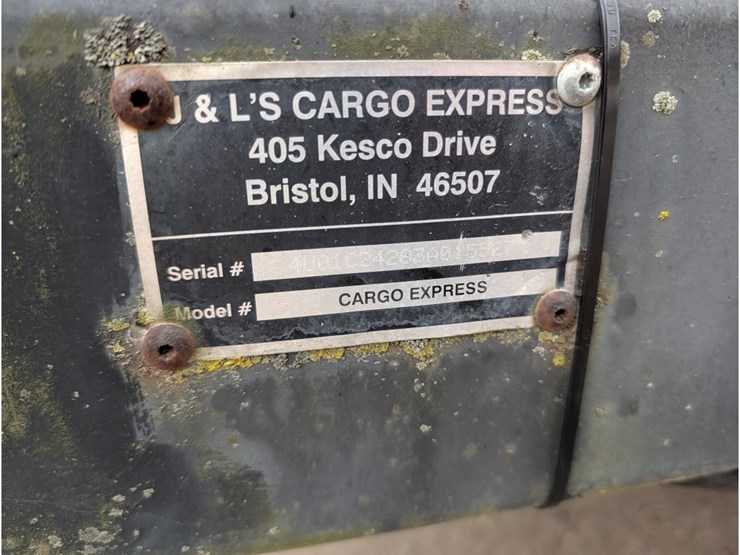 J & L'S CARGO EXPRESS
405 Kesco Drive
Bristol, IN 46507
Serial #
Model # CARGO EXPRESS